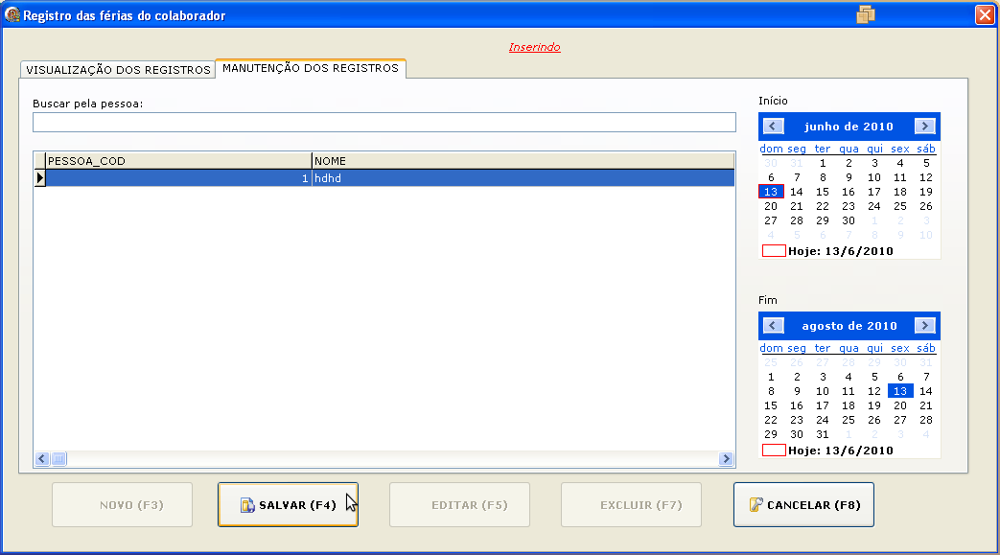 Registro das férias do colaborador
Inserindo
VISUALIZAÇÃO DOS REGISTROS
MANUTENÇÃO DOS REGISTROS
Buscar pela pessoa:
PESSOA_COD NOME
1 hdhd
Início
junho de 2010
dom seg ter qua qui sex sáb
30 31 1 2 3 4 5
6 7 8 9 10 11 12
13 14 15 16 17 18 19
20 21 22 23 24 25 26
27 28 29 30 1 2 3
4 5 6 7 8 9 10
Hoje: 13/6/2010
Fim
agosto de 2010
dom seg ter qua qui sex sáb
25 26 27 28 29 30 31
1 2 3 4 5 6 7
8 9 10 11 12 13 14
15 16 17 18 19 20 21
22 23 24 25 26 27 28
29 30 31 1 2 3 4
Hoje: 13/6/2010
NOVO (F3)
SALVAR (F4)
EDITAR (F5)
EXCLUIR (F7)
CANCELAR (F8)